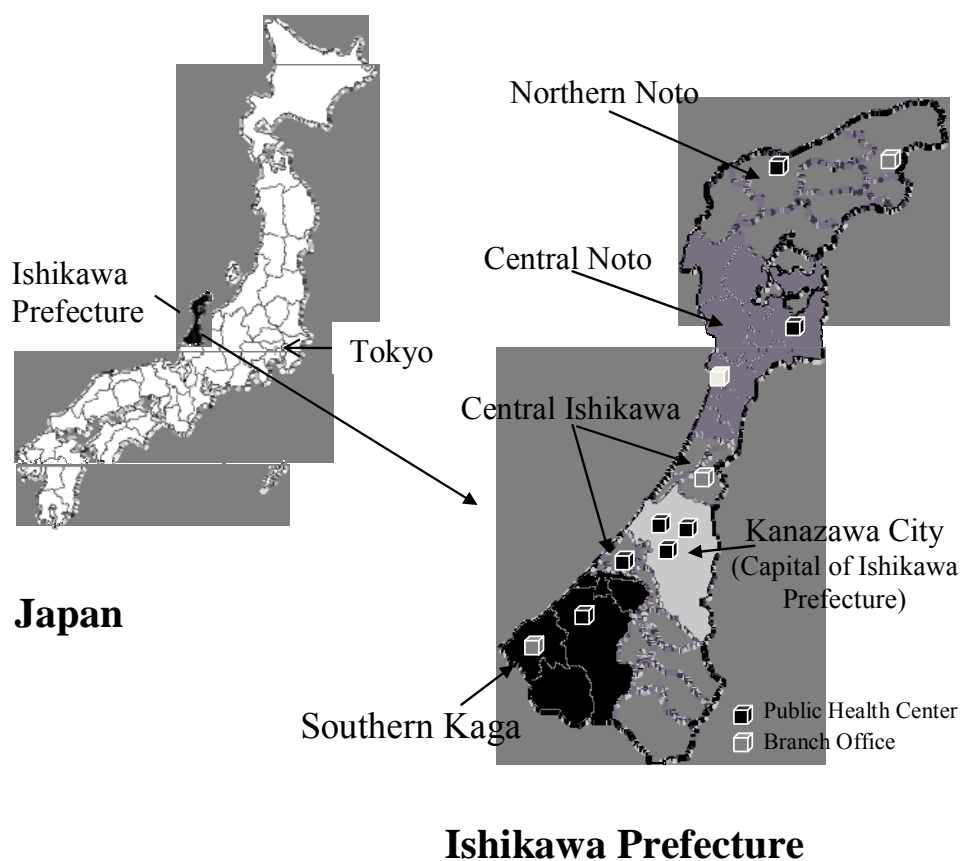 Northern Noto
Central Noto
Ishikawa
Prefecture
Tokyo
Central Ishikawa
Kanazawa City
(Capital of Ishikawa
Prefecture)
Japan
Southern Kaga
Public Health Center
Branch Office
Ishikawa Prefecture